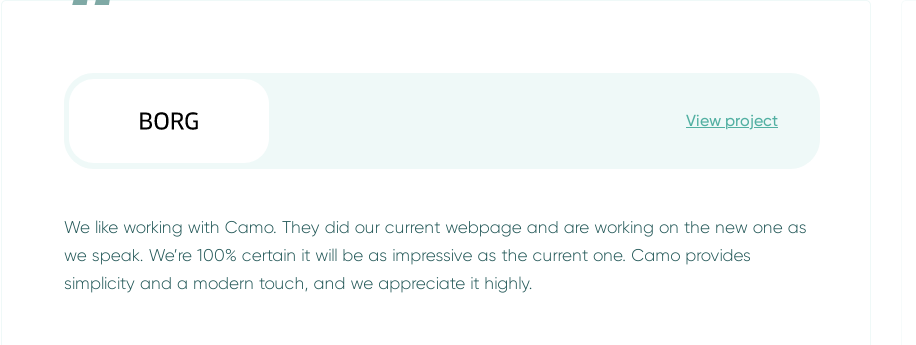 BORG
View project
We like working with Camo. They did our current webpage and are working on the new one as
we speak. We’re 100% certain it will be as impressive as the current one. Camo provides
simplicity and a modern touch, and we appreciate it highly.